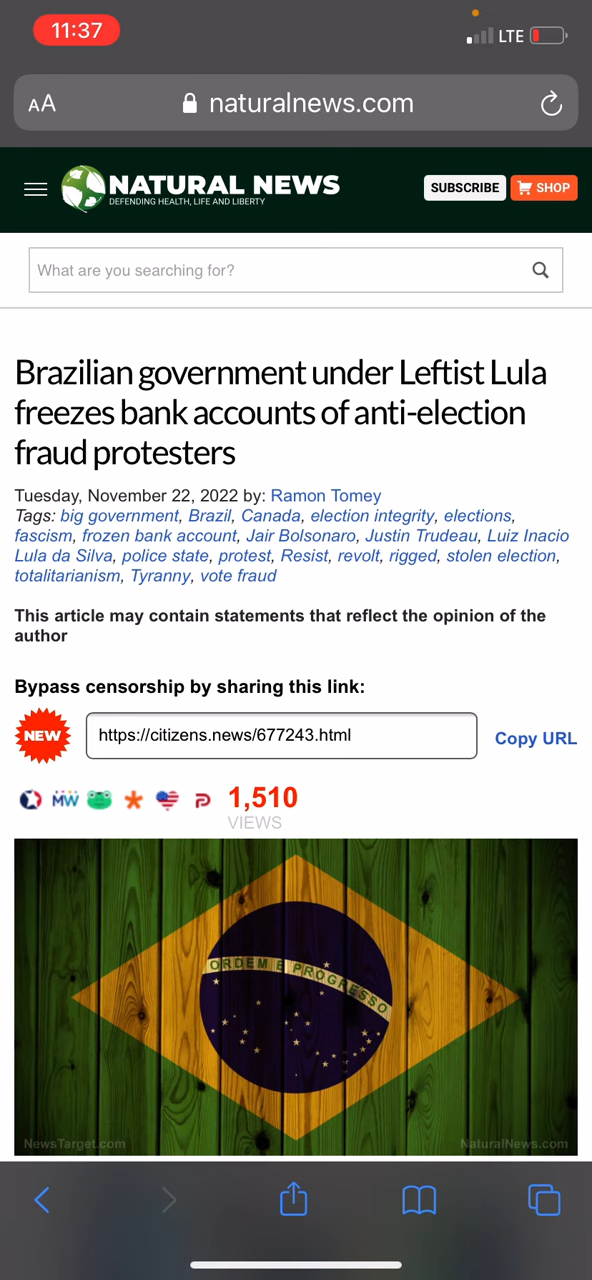 11:37
LTE
AA
naturalnews.com
NATURAL NEWS
DEFENDING HEALTH, LIFE AND LIBERTY
SUBSCRIBE
SHOP
What are you searching for?
Brazilian government under Leftist Lula
freezes bank accounts of anti-election
fraud protesters
Tuesday, November 22, 2022 by: Ramon Tomey
Tags: big government, Brazil, Canada, election integrity, elections,
fascism, frozen bank account, Jair Bolsonaro, Justin Trudeau, Luiz Inacio
Lula da Silva, police state, protest, Resist, revolt, rigged, stolen election,
totalitarianism, Tyranny, vote fraud
This article may contain statements that reflect the opinion of the
author
Bypass censorship by sharing this link:
NEW
https://citizens.news/677243.html
Copy URL
MW
1,510
VIEWS
ORDEM E PROGRESSO
NewsTarget.com
NaturalNews.com